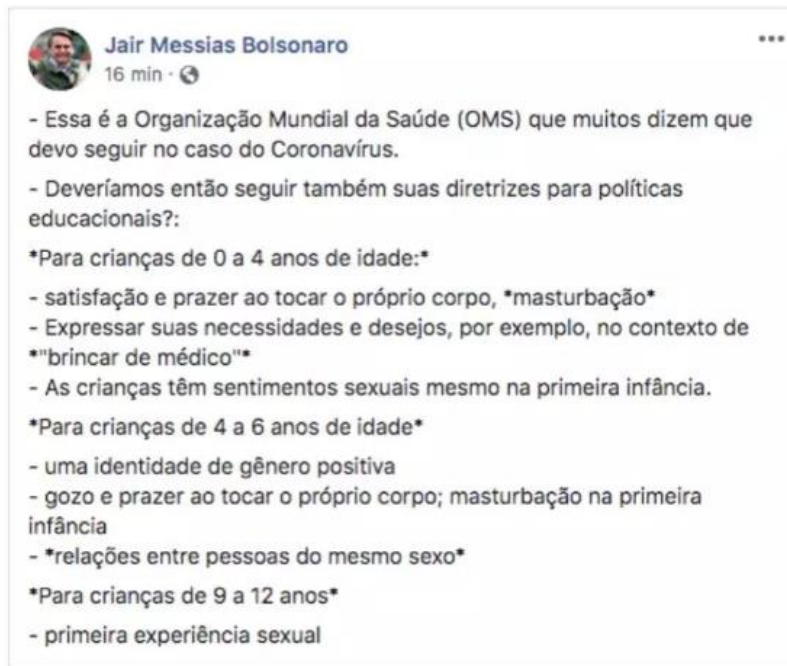 Jair Messias Bolsonaro
16 min ·
- Essa é a Organização Mundial da Saúde (OMS) que muitos dizem que
devo seguir no caso do Coronavírus.
- Deveríamos então seguir também suas diretrizes para políticas
educacionais?:
*Para crianças de 0 a 4 anos de idade:*
- satisfação e prazer ao tocar o próprio corpo, *masturbação*
- Expressar suas necessidades e desejos, por exemplo, no contexto de
*"brincar de médico"*
- As crianças têm sentimentos sexuais mesmo na primeira infância.
*Para crianças de 4 a 6 anos de idade*
- uma identidade de gênero positiva
- gozo e prazer ao tocar o próprio corpo; masturbação na primeira
infância
- *relações entre pessoas do mesmo sexo*
*Para crianças de 9 a 12 anos*
- primeira experiência sexual